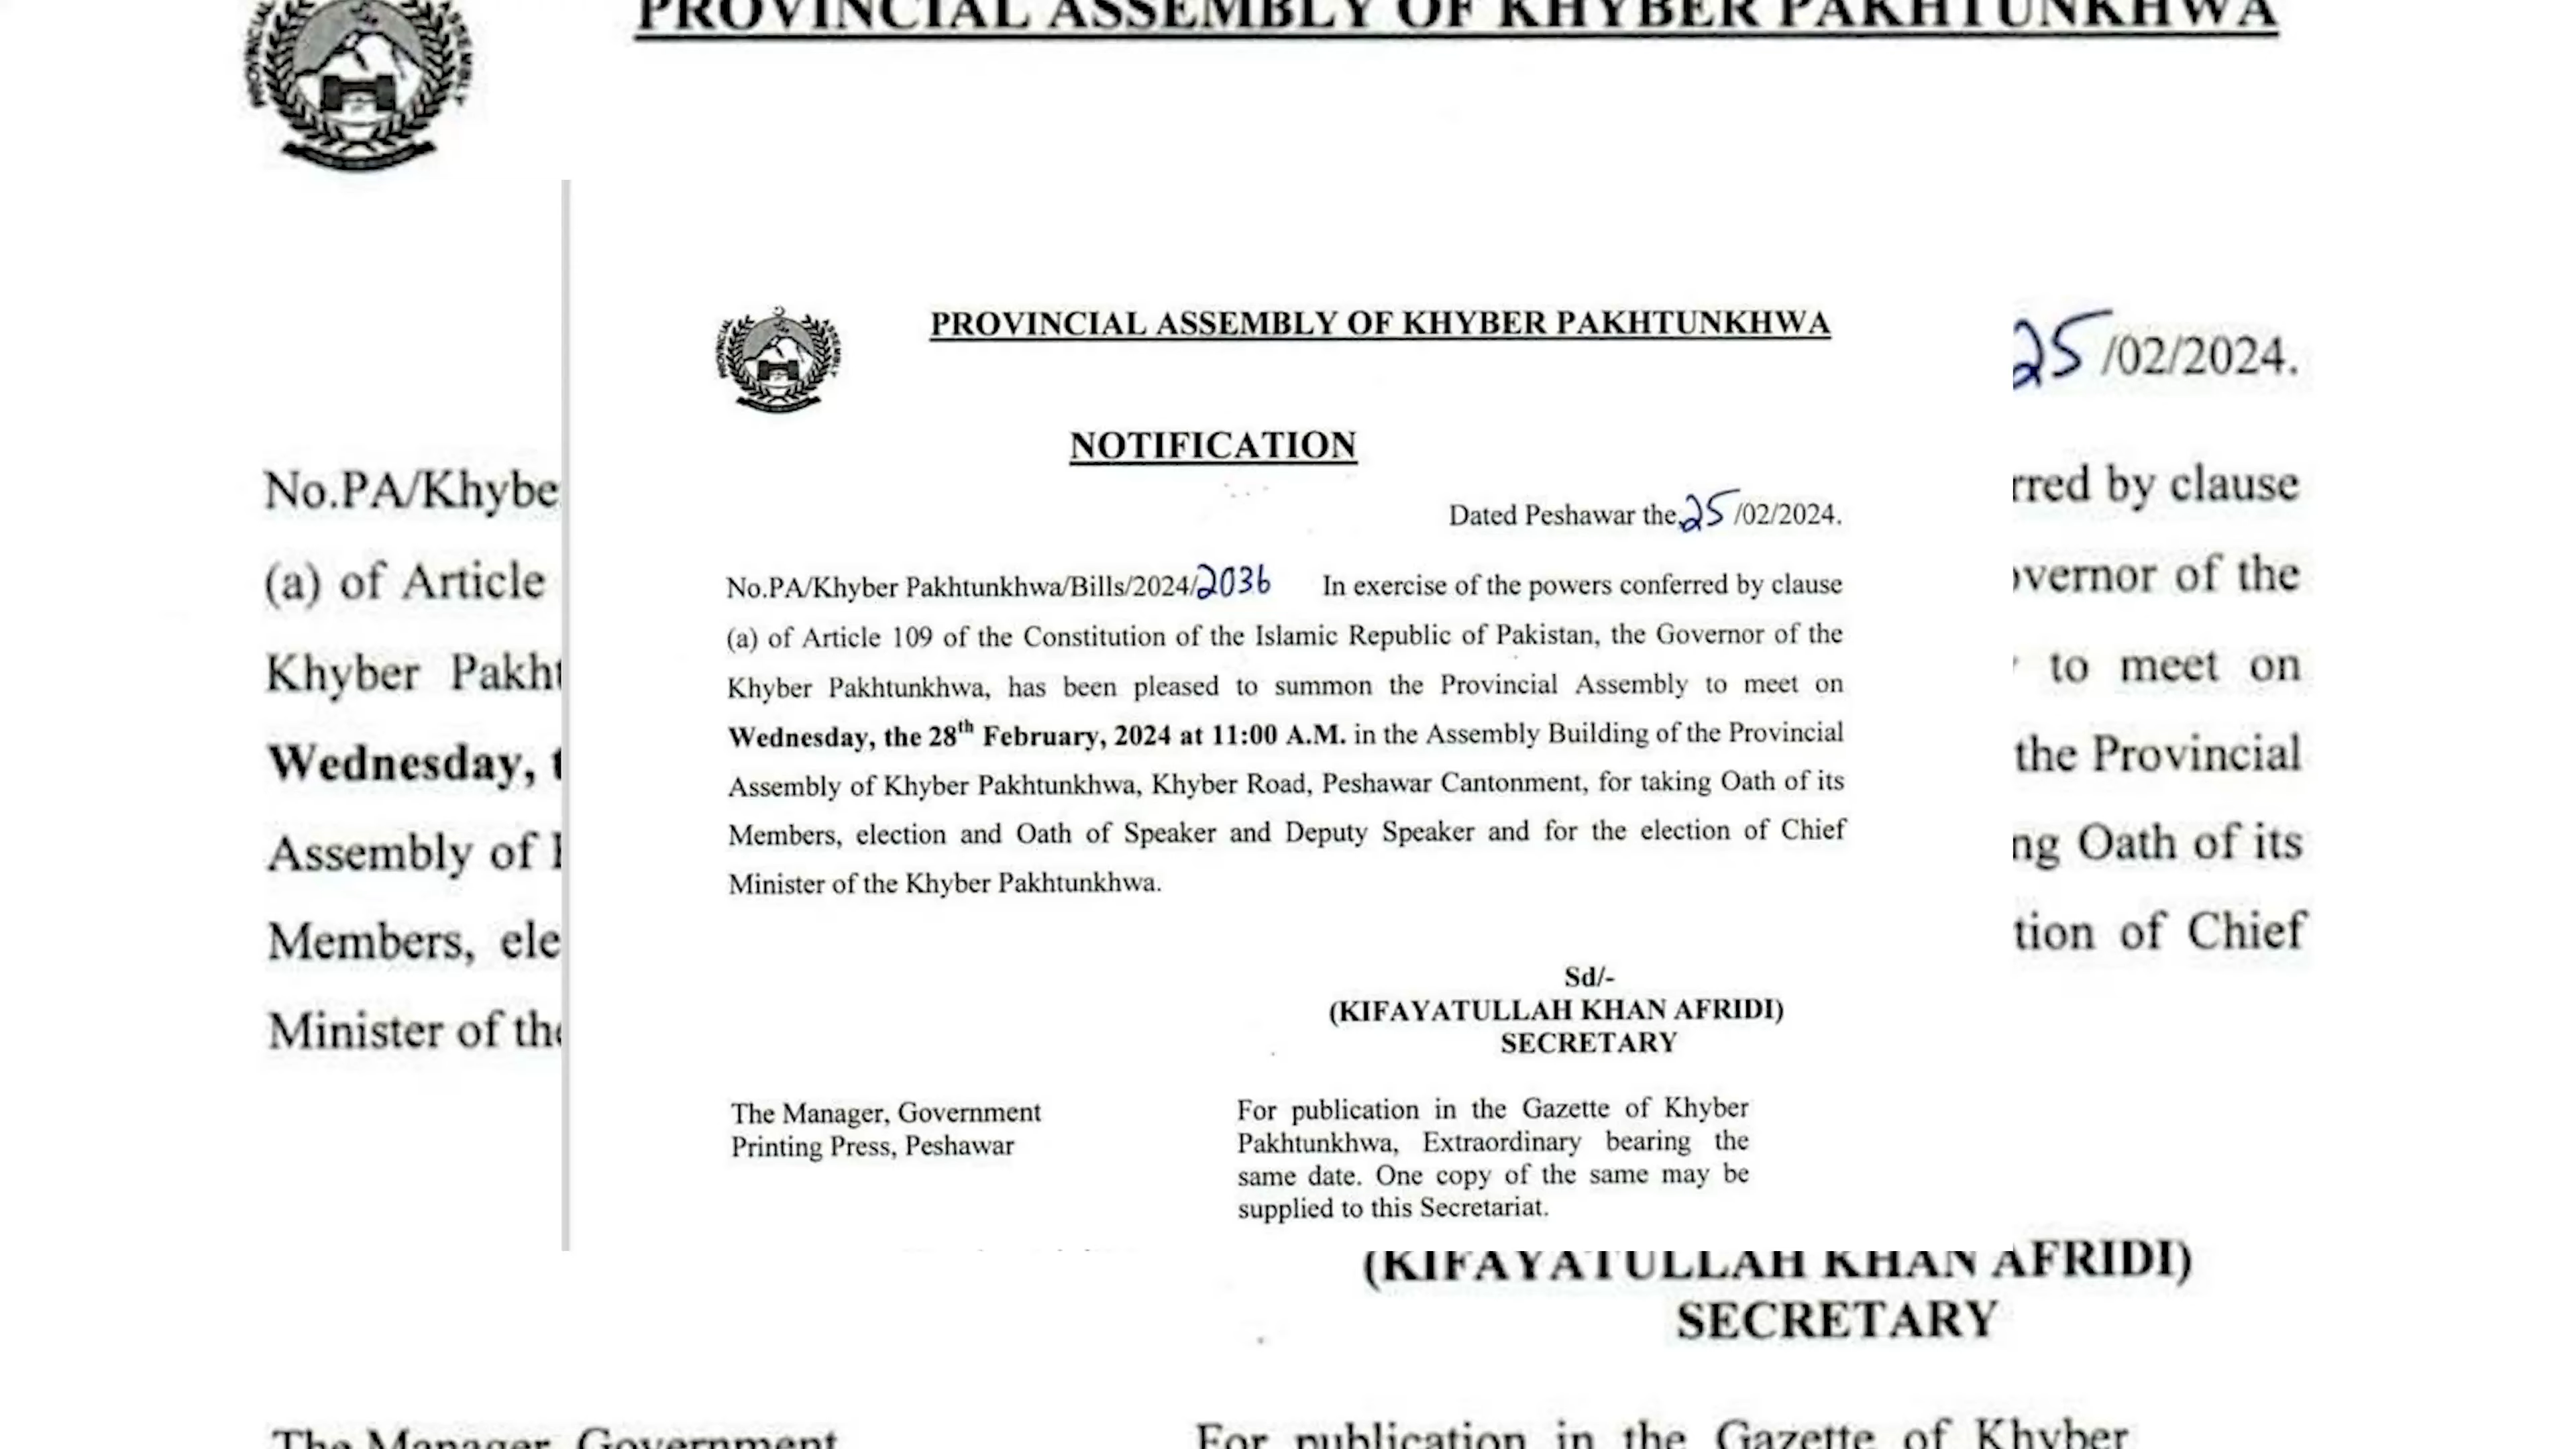 PROVINCIAL ASSEMBLY OF KHYBER PAKHTUNKHWA
PROVINCIAL ASSEMBLY
PROVINCIAL ASSEMBLY OF KHYBER PAKHTUNKHWA
PROVINCIAL ASSEMBLY
NOTIFICATION
Dated Peshawar the 25/02/2024.
No.PA/Khyber Pakhtunkhwa/Bills/2024/2036 In exercise of the powers conferred by clause
(a) of Article 109 of the Constitution of the Islamic Republic of Pakistan, the Governor of the
Khyber Pakhtunkhwa, has been pleased to summon the Provincial Assembly to meet on
Wednesday, the 28th February, 2024 at 11:00 A.M. in the Assembly Building of the Provincial
Assembly of Khyber Pakhtunkhwa, Khyber Road, Peshawar Cantonment, for taking Oath of its
Members, election and Oath of Speaker and Deputy Speaker and for the election of Chief
Minister of the Khyber Pakhtunkhwa.
Sd/-
(KIFAYATULLAH KHAN AFRIDI)
SECRETARY
The Manager, Government
Printing Press, Peshawar
For publication in the Gazette of Khyber
Pakhtunkhwa, Extraordinary bearing the
same date. One copy of the same may be
supplied to this Secretariat.
25/02/2024.
No.PA/Khybe
rred by clause
(a) of Article
overnor of the
Khyber Pakht
to meet on
Wednesday, t
the Provincial
Assembly of
ng Oath of its
Members, ele
tion of Chief
Minister of the
(KIFAYATULLAH KHAN AFRIDI)
SECRETARY
The Manager, Government
For publication in the Gazette of Khyber